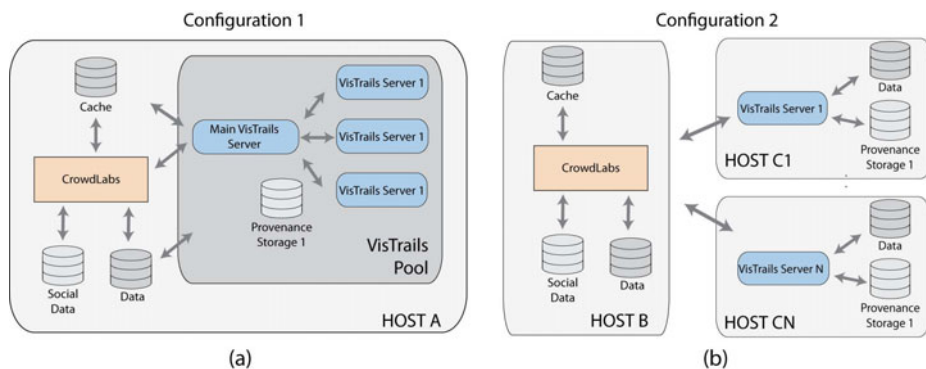 Configuration 1
Cache
CrowdLabs
Social
Data
Data
Main VisTrails
Server
VisTrails Server 1
VisTrails Server 1
VisTrails Server 1
Provenance
Storage 1
VisTrails
Pool
HOST A
(a)
Configuration 2
Cache
CrowdLabs
Social
Data
Data
HOST B
VisTrails Server 1
Data
Provenance
Storage 1
HOST C1
VisTrails Server N
Data
Provenance
Storage 1
HOST CN
(b)